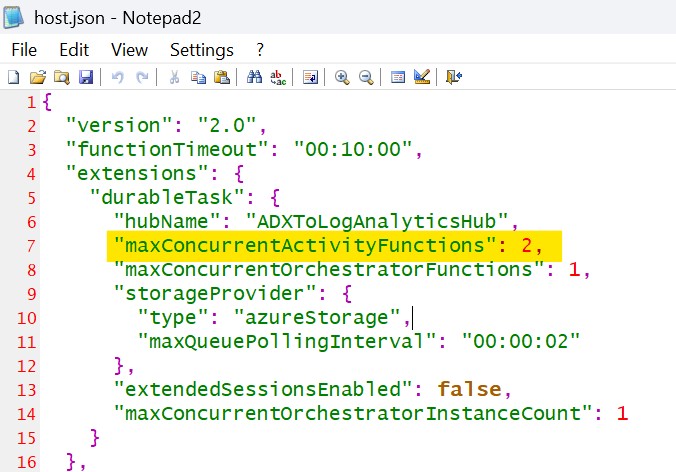 host.json - Notepad2
File Edit View Settings ?
1 {
2 "version": "2.0",
3 "functionTimeout": "00:10:00",
4 "extensions": {
5 "durableTask": {
6 "hubName": "ADXToLogAnalyticsHub",
7 "maxConcurrentActivityFunctions": 2,
8 "maxConcurrentOrchestratorFunctions": 1,
9 "storageProvider": {
10 "type": "azureStorage",
11 "maxQueuePollingInterval": "00:00:02"
12 },
13 "extendedSessionsEnabled": false,
14 "maxConcurrentOrchestratorInstanceCount": 1
15 }
16 },